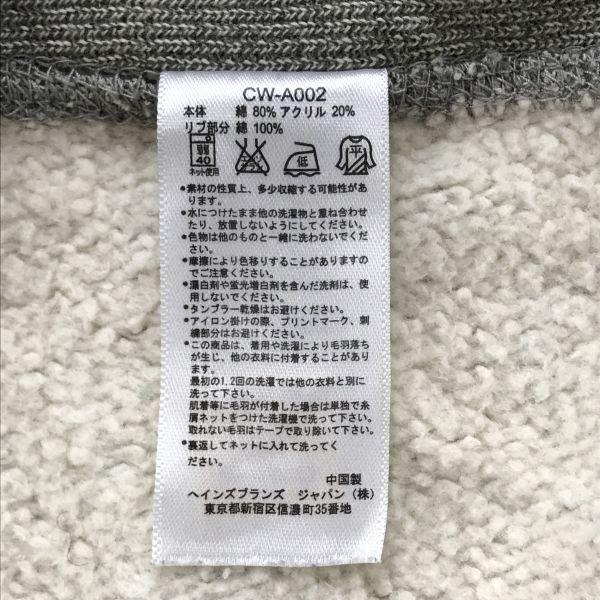 CW-A002
本体 綿 80% アクリル 20%
リブ部分 綿 100%
弱
40
ネット使用
低
平
●素材の性質上、多少収縮する可能性があ
ります。
●水につけたまま他の洗濯物と重ね合わせ
たり、放置しないようにしてください。
●色物は他のものと一緒に洗わないでくだ
さい。
●摩擦により色移りすることがありますの
でご注意ください。
●漂白剤や蛍光増白剤を含んだ洗剤は、使
用しないでください。
●タンブラー乾燥はお避けください。
●アイロン掛けの際、プリントマーク、刺
繍部分はお避けください。
●この商品は、着用や洗濯により毛羽落ち
が生じ、他の衣料に付着することがあり
ます。
最初の1.2回の洗濯では他の衣料と別に
洗って下さい。
肌着等に毛羽が付着した場合は単独で糸
屑ネットをつけた洗濯機で洗って下さい。
取れない毛羽はテープで取り除いて下さい。
●裏返してネットに入れて洗ってく
ださい。
中国製
ヘインズブランズ ジャパン（株）
東京都新宿区信濃町35番地